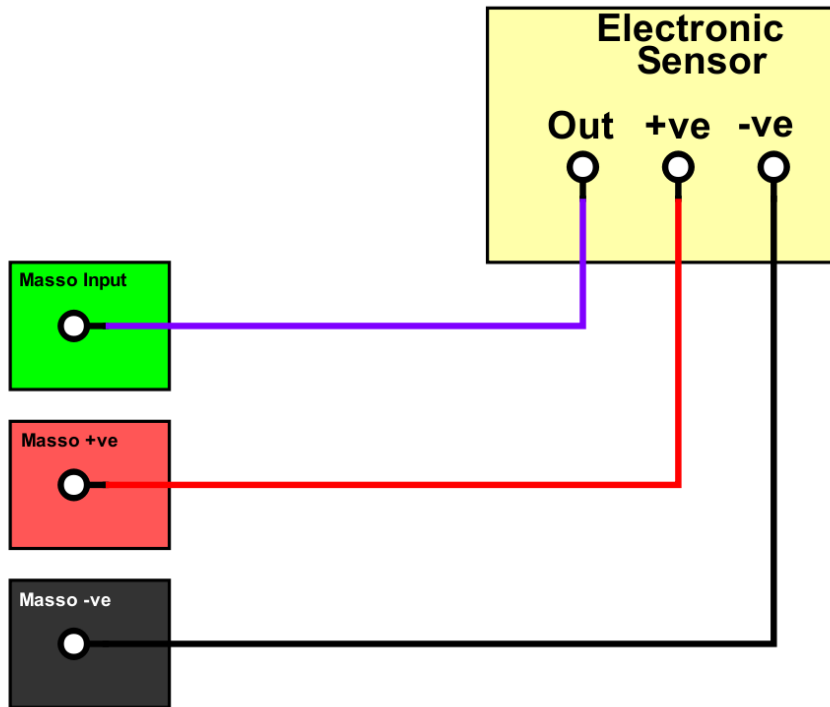 Electronic
Sensor
Out +ve -ve
Masso Input
Masso +ve
Masso -ve